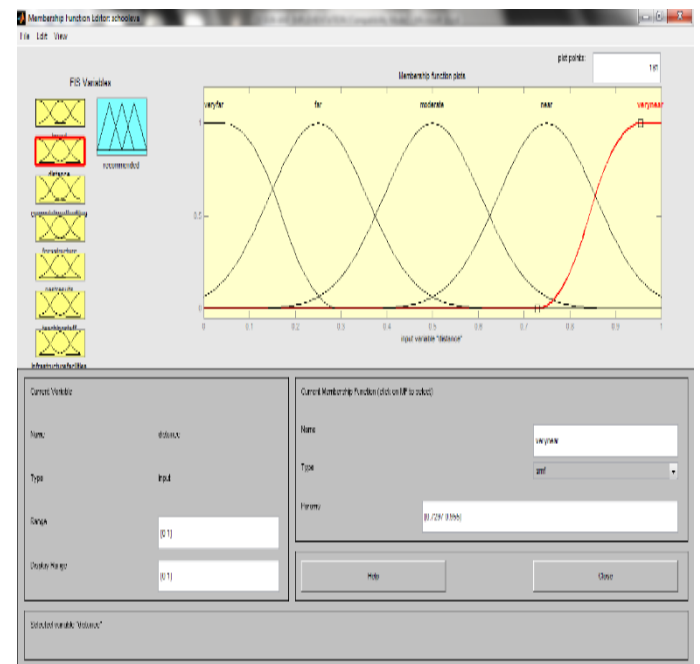 Membership Function Editor: schooleva
File Edit View
plot points:
181
FIS Variables
Membership function plots
distance
recommended
infrastructurefacilities
veryfar far moderate near verynear
1
0.5
0
0 0.1 0.2 0.3 0.4 0.5 0.6 0.7 0.8 0.9 1
input variable "distance"
Current Variable
Name distance
Type input
Range [0 1]
Display Range [0 1]
Current Membership Function (click on MF to select)
Name verynear
Type smf
Params
Help Close
Selected variable "distance"